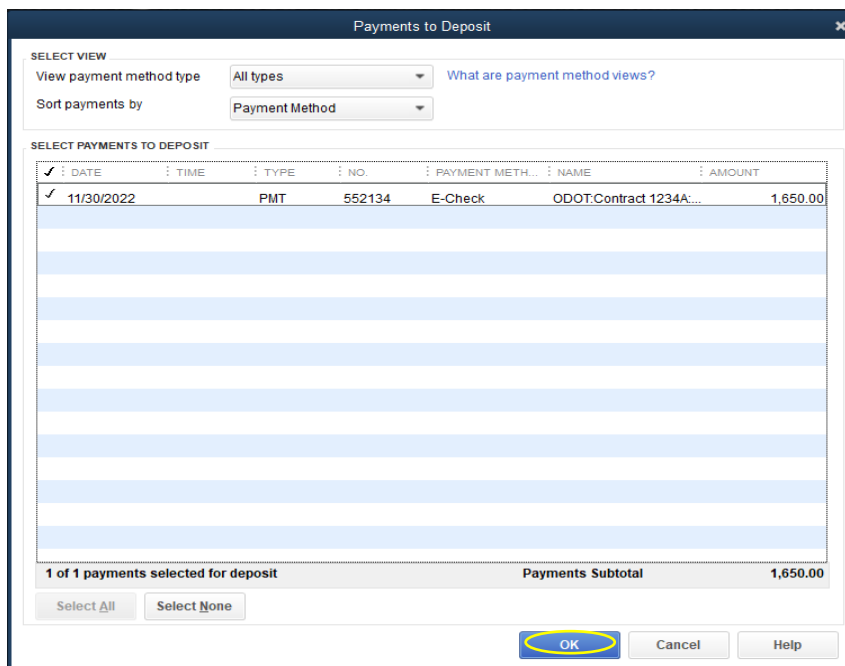 Payments to Deposit
SELECT VIEW
View payment method type All types What are payment method views?
Sort payments by Payment Method
SELECT PAYMENTS TO DEPOSIT
✓ DATE TIME TYPE NO. PAYMENT METH... NAME AMOUNT
✓ 11/30/2022 PMT 552134 E-Check ODOT:Contract 1234A:... 1,650.00
1 of 1 payments selected for deposit Payments Subtotal 1,650.00
Select All Select None
OK Cancel Help